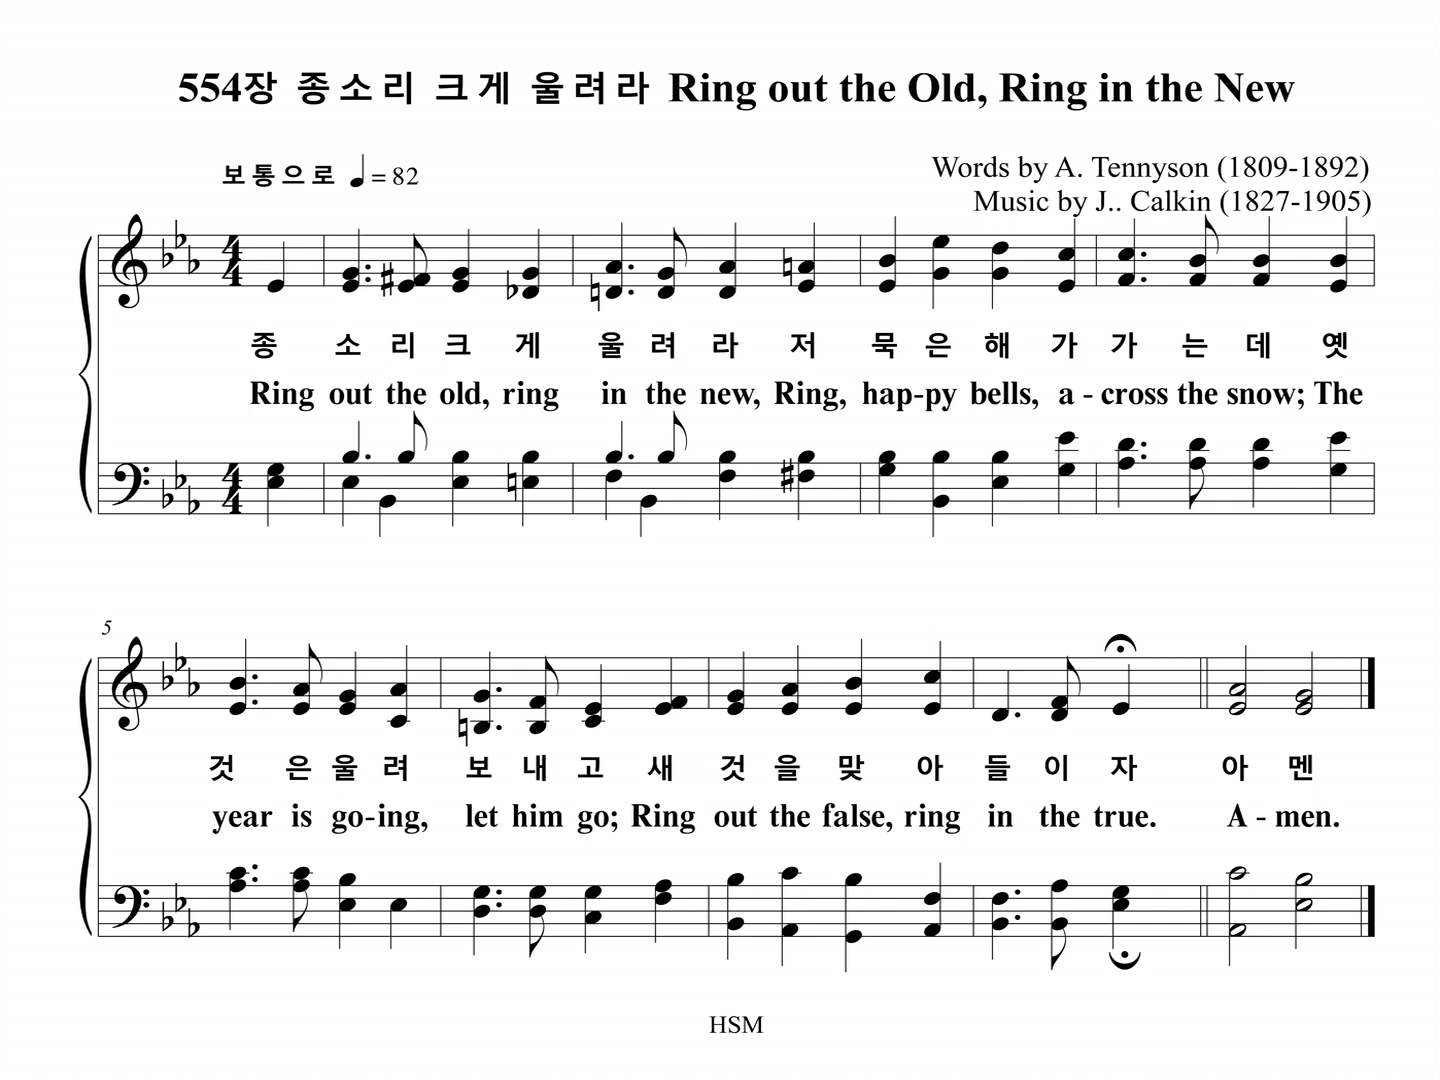 554장 종소리 크게 울려라 Ring out the Old, Ring in the New
보통으로 ♩ = 82
Words by A. Tennyson (1809-1892)
Music by J.. Calkin (1827-1905)
종 소 리 크 게 울 려 라 저 묵 은 해 가 가 는 데 옛
Ring out the old, ring in the new, Ring, hap-py bells, a - cross the snow; The
5
것 은 울 려 보 내 고 새 것 을 맞 아 들 이 자 아 멘
year is go-ing, let him go; Ring out the false, ring in the true. A - men.
HSM